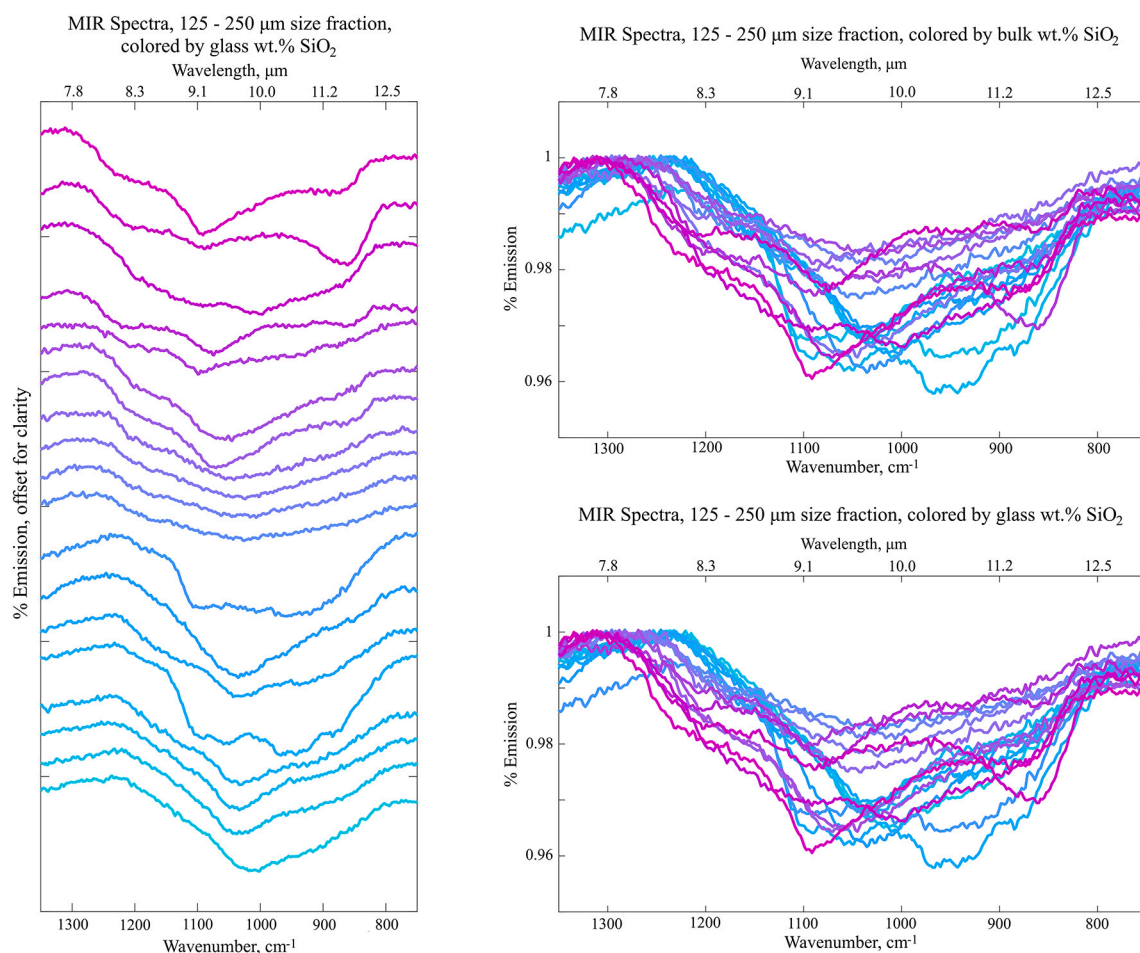 MIR Spectra, 125 - 250 μm size fraction,
colored by glass wt.% SiO₂
Wavelength, μm
7.8 8.3 9.1 10.0 11.2 12.5
% Emission, offset for clarity
1300 1200 1100 1000 900 800
Wavenumber, cm⁻¹
MIR Spectra, 125 - 250 μm size fraction, colored by bulk wt.% SiO₂
Wavelength, μm
7.8 8.3 9.1 10.0 11.2 12.5
1
0.98
0.96
% Emission
1300 1200 1100 1000 900 800
Wavenumber, cm⁻¹
MIR Spectra, 125 - 250 μm size fraction, colored by glass wt.% SiO₂
Wavelength, μm
7.8 8.3 9.1 10.0 11.2 12.5
1
0.98
0.96
% Emission
1300 1200 1100 1000 900 800
Wavenumber, cm⁻¹